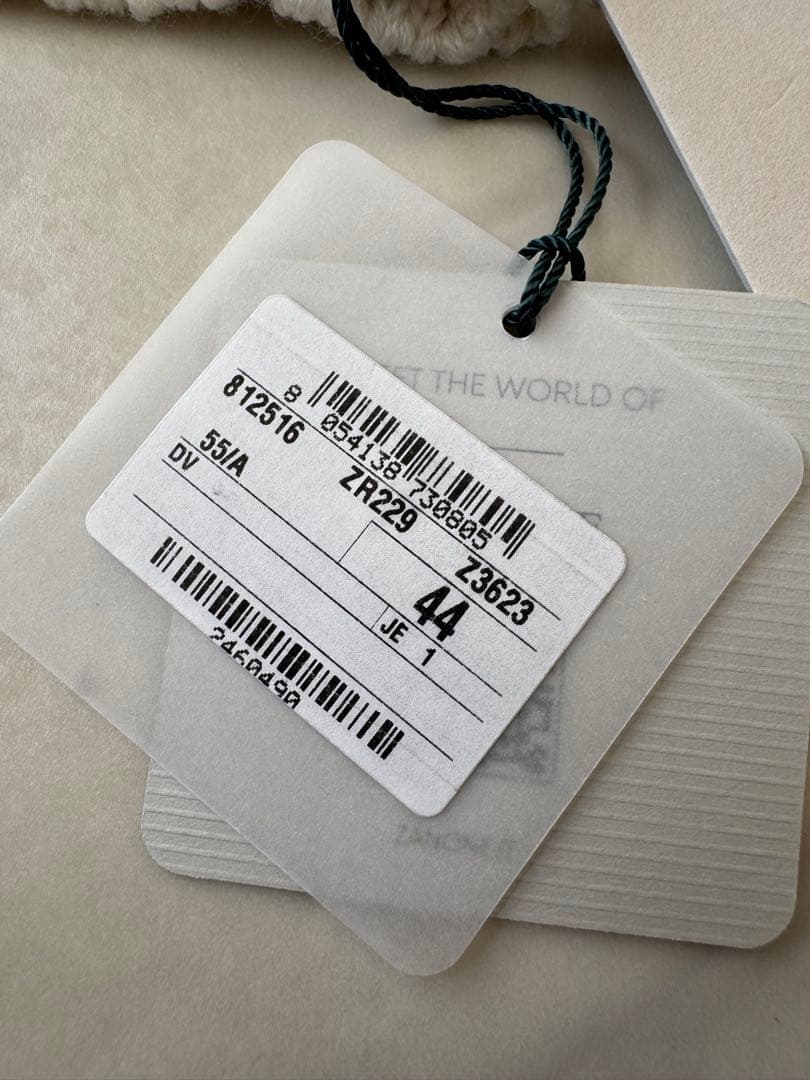 8 054138 730805
812516 ZR229 Z3623
55/A 44
DV JE 1
2460490
THE WORLD OF